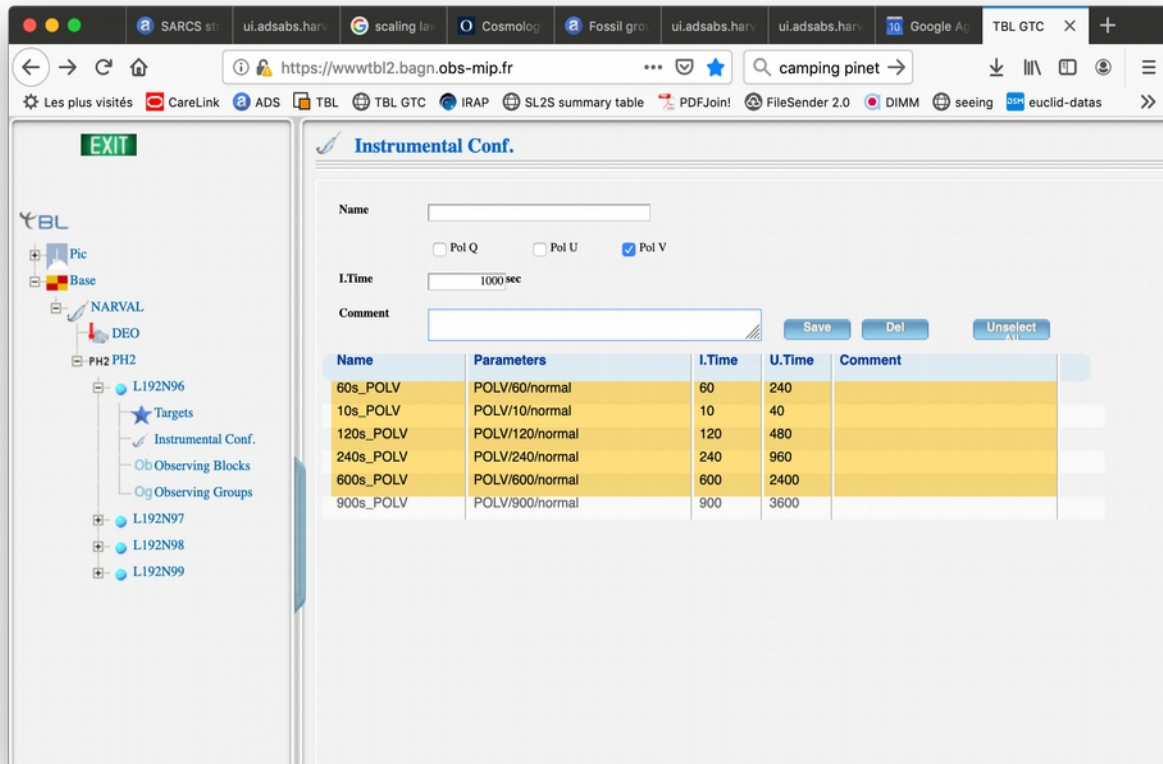 SARCS str
ui.adsabs.harv
scaling law
Cosmolog
Fossil grou
ui.adsabs.harv
ui.adsabs.harv
10 Google Ag
TBL GTC
https://wwwtbl2.bagn.obs-mip.fr
camping pinet
Les plus visités CareLink ADS TBL TBL GTC IRAP SL2S summary table PDFJoin! FileSender 2.0 DIMM seeing DSM euclid-datas
EXIT
TBL
Pic
Base
NARVAL
DEO
PH2 PH2
L192N96
Targets
Instrumental Conf.
Ob Observing Blocks
Og Observing Groups
L192N97
L192N98
L192N99
Instrumental Conf.
Name
Pol Q Pol U Pol V
I.Time 1000 sec
Comment
Save Del Unselect All
Name Parameters I.Time U.Time Comment
60s_POLV POLV/60/normal 60 240
10s_POLV POLV/10/normal 10 40
120s_POLV POLV/120/normal 120 480
240s_POLV POLV/240/normal 240 960
600s_POLV POLV/600/normal 600 2400
900s_POLV POLV/900/normal 900 3600